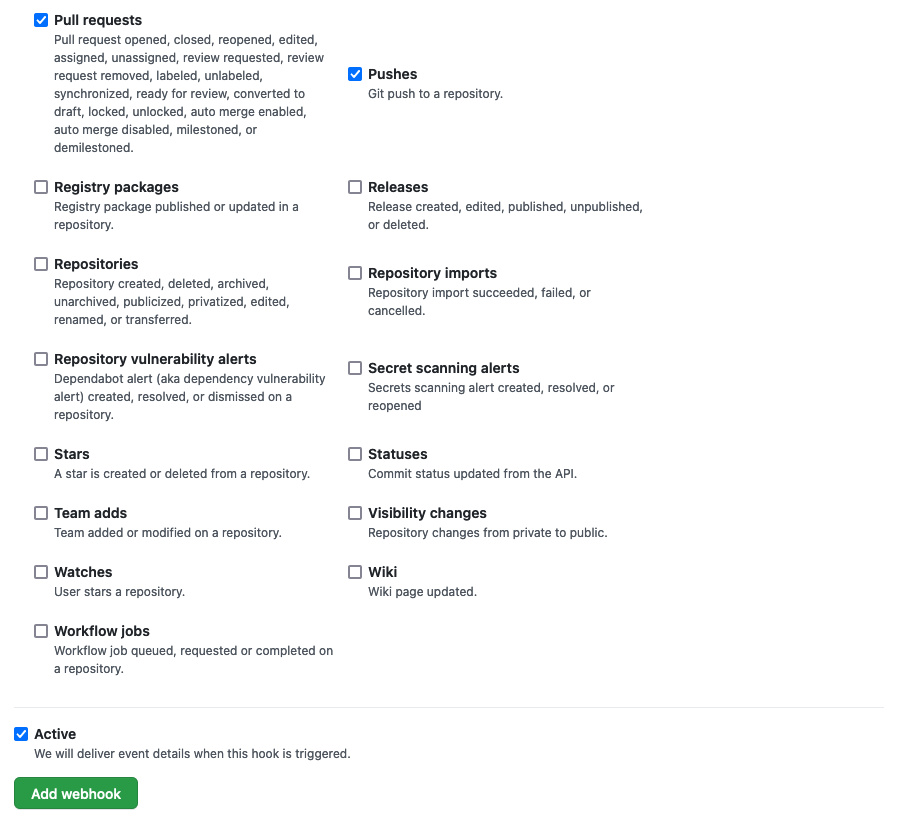 Pull requests
Pull request opened, closed, reopened, edited,
assigned, unassigned, review requested, review
request removed, labeled, unlabeled,
synchronized, ready for review, converted to
draft, locked, unlocked, auto merge enabled,
auto merge disabled, milestoned, or
demilestoned.
Pushes
Git push to a repository.
Registry packages
Registry package published or updated in a
repository.
Releases
Release created, edited, published, unpublished,
or deleted.
Repositories
Repository created, deleted, archived,
unarchived, publicized, privatized, edited,
renamed, or transferred.
Repository imports
Repository import succeeded, failed, or
cancelled.
Repository vulnerability alerts
Dependabot alert (aka dependency vulnerability
alert) created, resolved, or dismissed on a
repository.
Secret scanning alerts
Secrets scanning alert created, resolved, or
reopened
Stars
A star is created or deleted from a repository.
Statuses
Commit status updated from the API.
Team adds
Team added or modified on a repository.
Visibility changes
Repository changes from private to public.
Watches
User stars a repository.
Wiki
Wiki page updated.
Workflow jobs
Workflow job queued, requested or completed on
a repository.
Active
We will deliver event details when this hook is triggered.
Add webhook